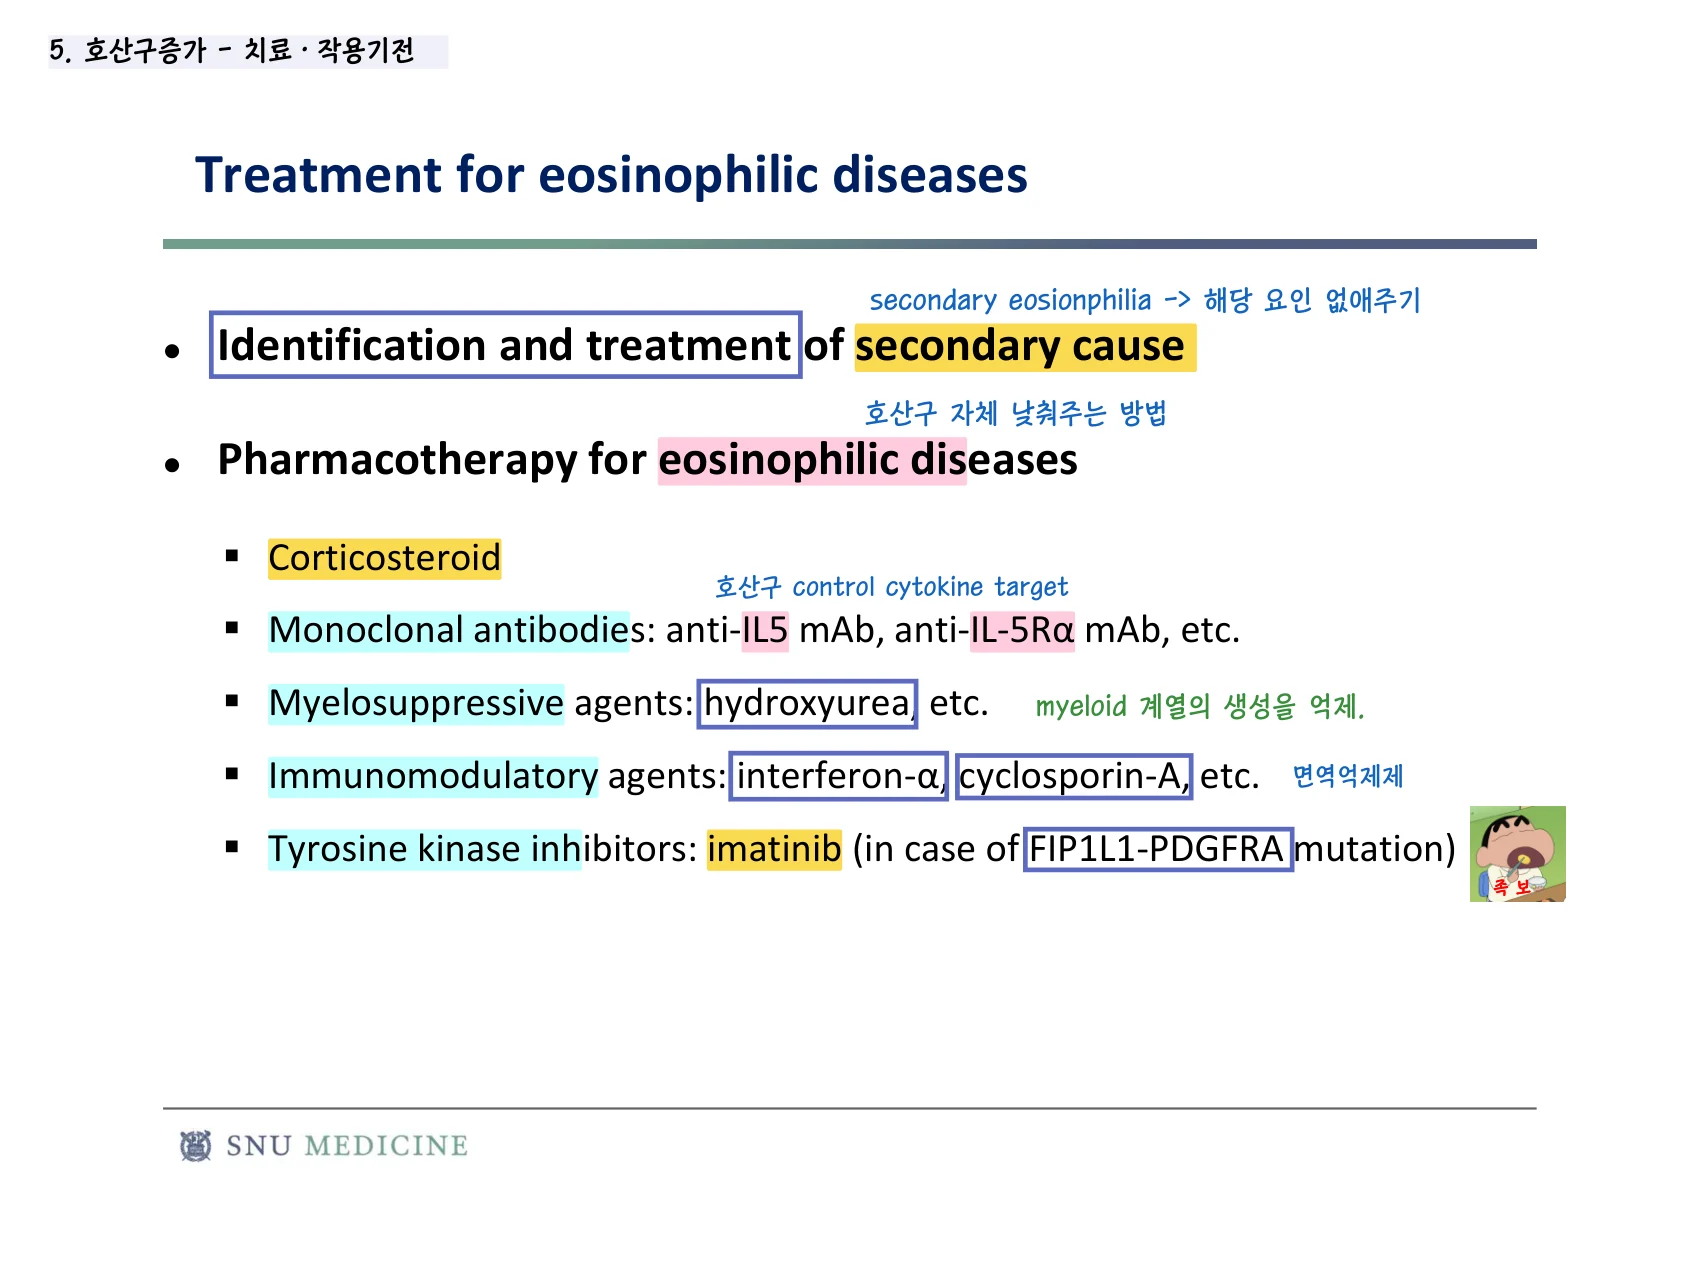 5. 호산구증가 - 치료 · 작용기전
Treatment for eosinophilic diseases
secondary eosionphilia -> 해당 요인 없애주기
• Identification and treatment of secondary cause
호산구 자체 낮춰주는 방법
• Pharmacotherapy for eosinophilic diseases
▪ Corticosteroid
호산구 control cytokine target
▪ Monoclonal antibodies: anti-IL5 mAb, anti-IL-5Rα mAb, etc.
▪ Myelosuppressive agents: hydroxyurea, etc. myeloid 계열의 생성을 억제.
▪ Immunomodulatory agents: interferon-α, cyclosporin-A, etc. 면역억제제
▪ Tyrosine kinase inhibitors: imatinib (in case of FIP1L1-PDGFRA mutation)
족보
SNU MEDICINE